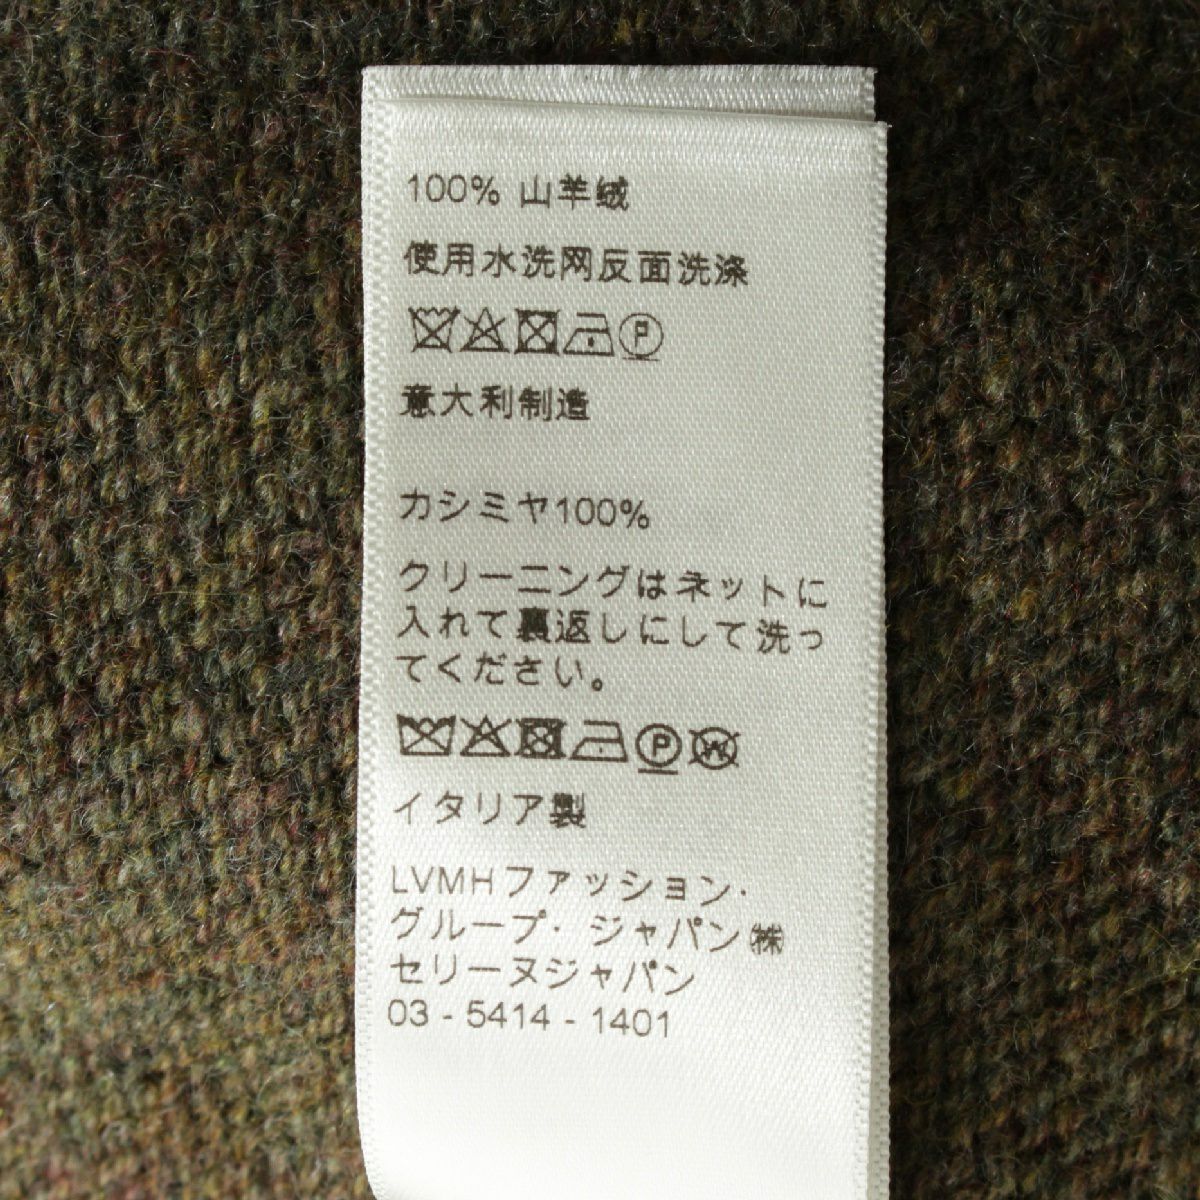 100% 山羊绒
使用水洗网反面洗涤
P
意大利制造
カシミヤ100%
クリーニングはネットに
入れて裏返しにして洗っ
てください。
P W
イタリア製
LVMHファッション・
グループ・ジャパン㈱
セリーヌジャパン
03 - 5414 - 1401